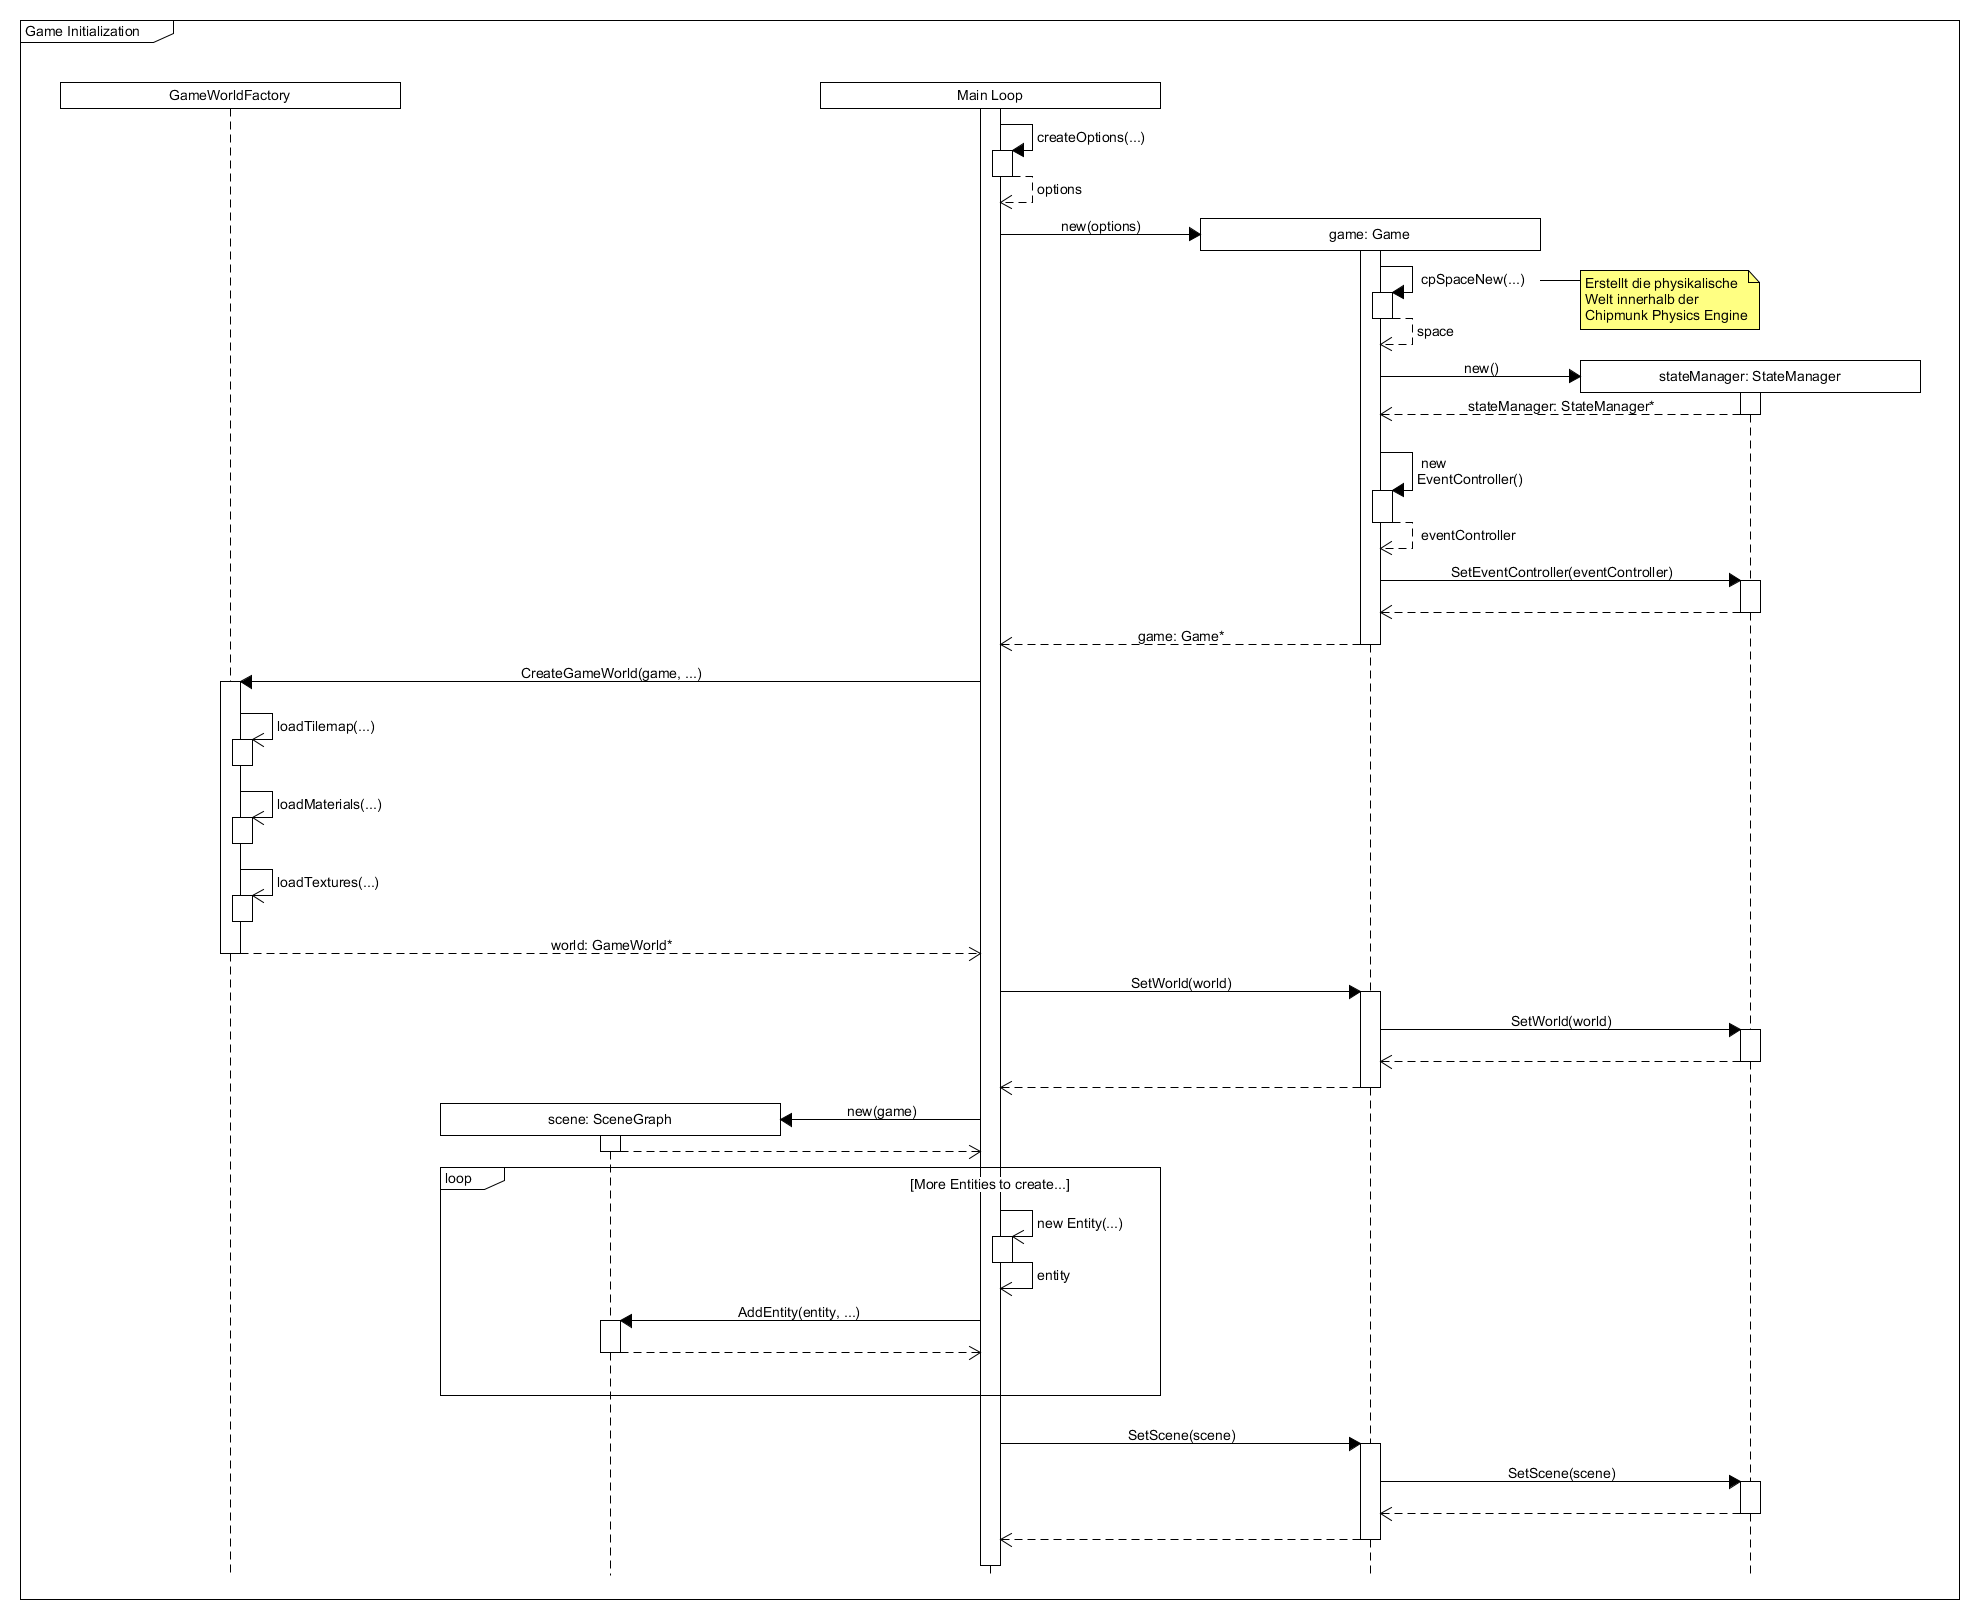 Game Initialization
GameWorldFactory
Main Loop
createOptions(...)
options
new(options)
game: Game
cpSpaceNew(...)
Erstellt die physikalische
Welt innerhalb der
Chipmunk Physics Engine
space
new()
stateManager: StateManager
stateManager: StateManager*
new
EventController()
eventController
SetEventController(eventController)
game: Game*
CreateGameWorld(game, ...)
loadTilemap(...)
loadMaterials(...)
loadTextures(...)
world: GameWorld*
SetWorld(world)
SetWorld(world)
new(game)
scene: SceneGraph
loop
[More Entities to create...]
new Entity(...)
entity
AddEntity(entity, ...)
SetScene(scene)
SetScene(scene)